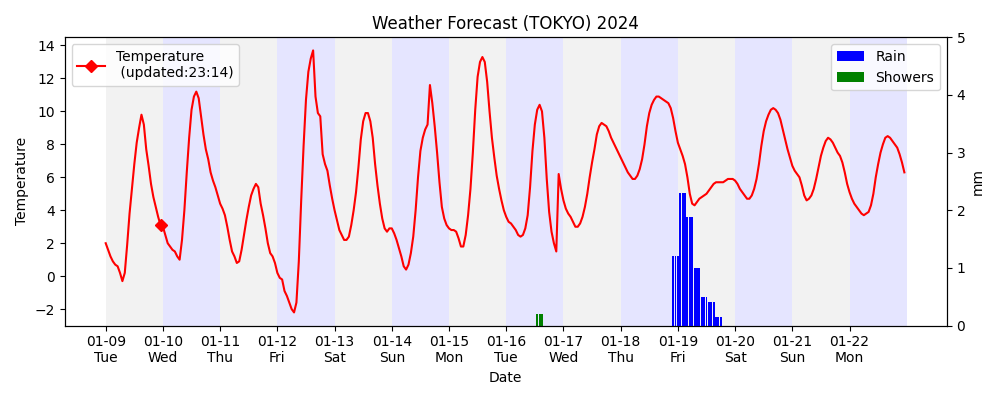 Weather Forecast (TOKYO) 2024
Temperature
(updated:23:14)
Rain
Showers
Temperature
14
12
10
8
6
4
2
0
−2
mm
5
4
3
2
1
0
01-09 01-10 01-11 01-12 01-13 01-14 01-15 01-16 01-17 01-18 01-19 01-20 01-21 01-22
Tue Wed Thu Fri Sat Sun Mon Tue Wed Thu Fri Sat Sun Mon
Date